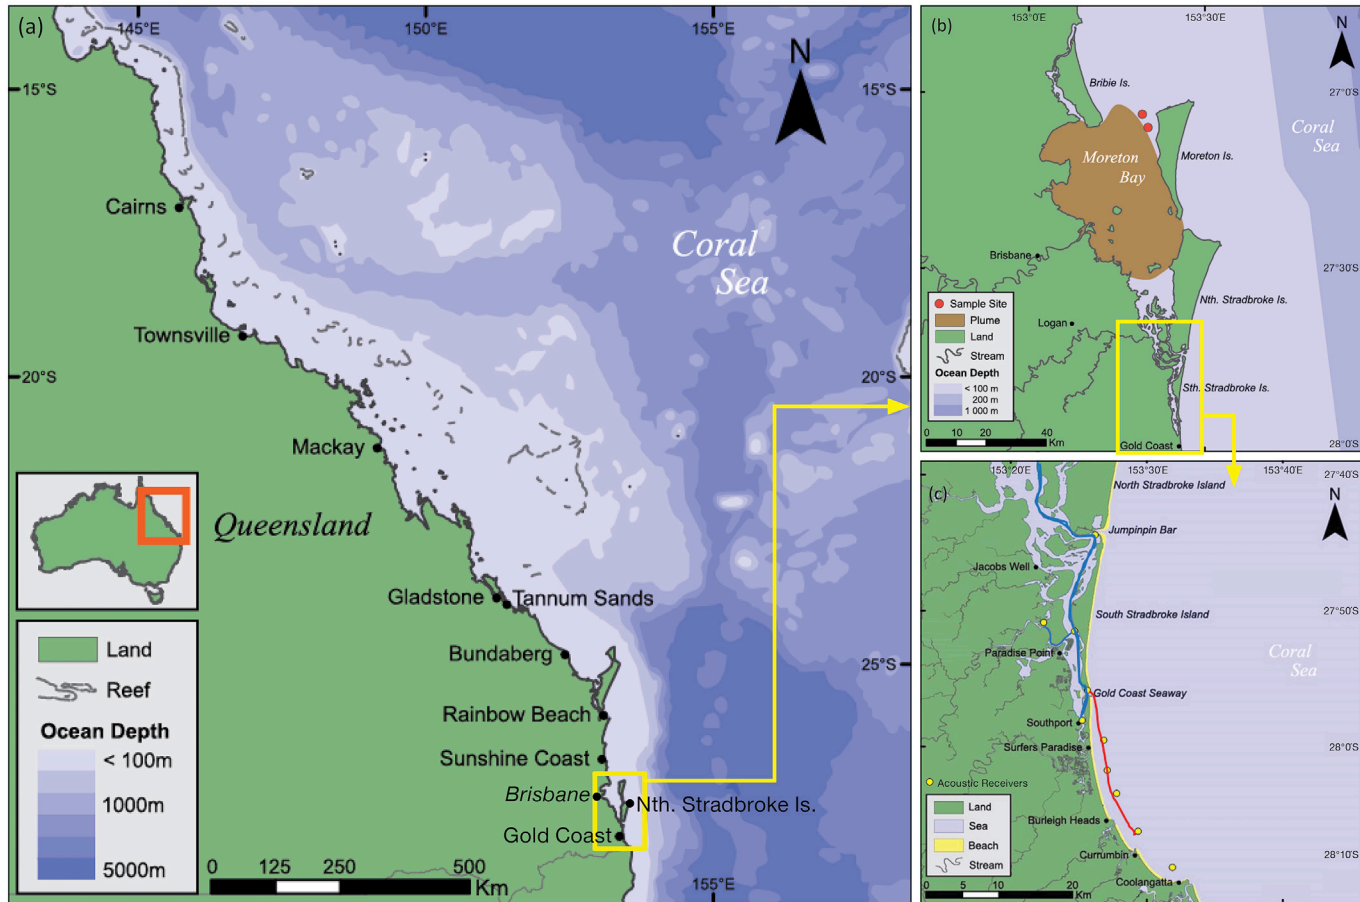 (a)
145°E
150°E
155°E
N
15°S
15°S
Cairns
Coral
Sea
Townsville
20°S
20°S
Mackay
Queensland
Gladstone
Tannum Sands
Bundaberg
25°S
Rainbow Beach
Sunshine Coast
Brisbane
Nth. Stradbroke Is.
Gold Coast
Land
Reef
Ocean Depth
< 100m
1000m
5000m
0 125 250 500
Km
155°E
(b)
153°0'E
153°30'E
N
Bribie Is.
27°0'S
Coral
Sea
Moreton
Bay
Moreton Is.
Brisbane
27°30'S
Nth. Stradbroke Is.
Logan
Sth. Stradbroke Is.
Gold Coast
28°0'S
Sample Site
Plume
Land
Stream
Ocean Depth
< 100 m
200 m
1 000 m
0 10 20 40
Km
(c)
153°20'E
153°30'E
153°40'E
27°40'S
North Stradbroke Island
N
Jumpinpin Bar
Jacobs Well
27°50'S
South Stradbroke Island
Paradise Point
Coral
Sea
Gold Coast Seaway
Southport
Surfers Paradise
28°0'S
Acoustic Receivers
Land
Sea
Beach
Stream
Burleigh Heads
Currumbin
28°10'S
Coolangatta
0 5 10 20
Km